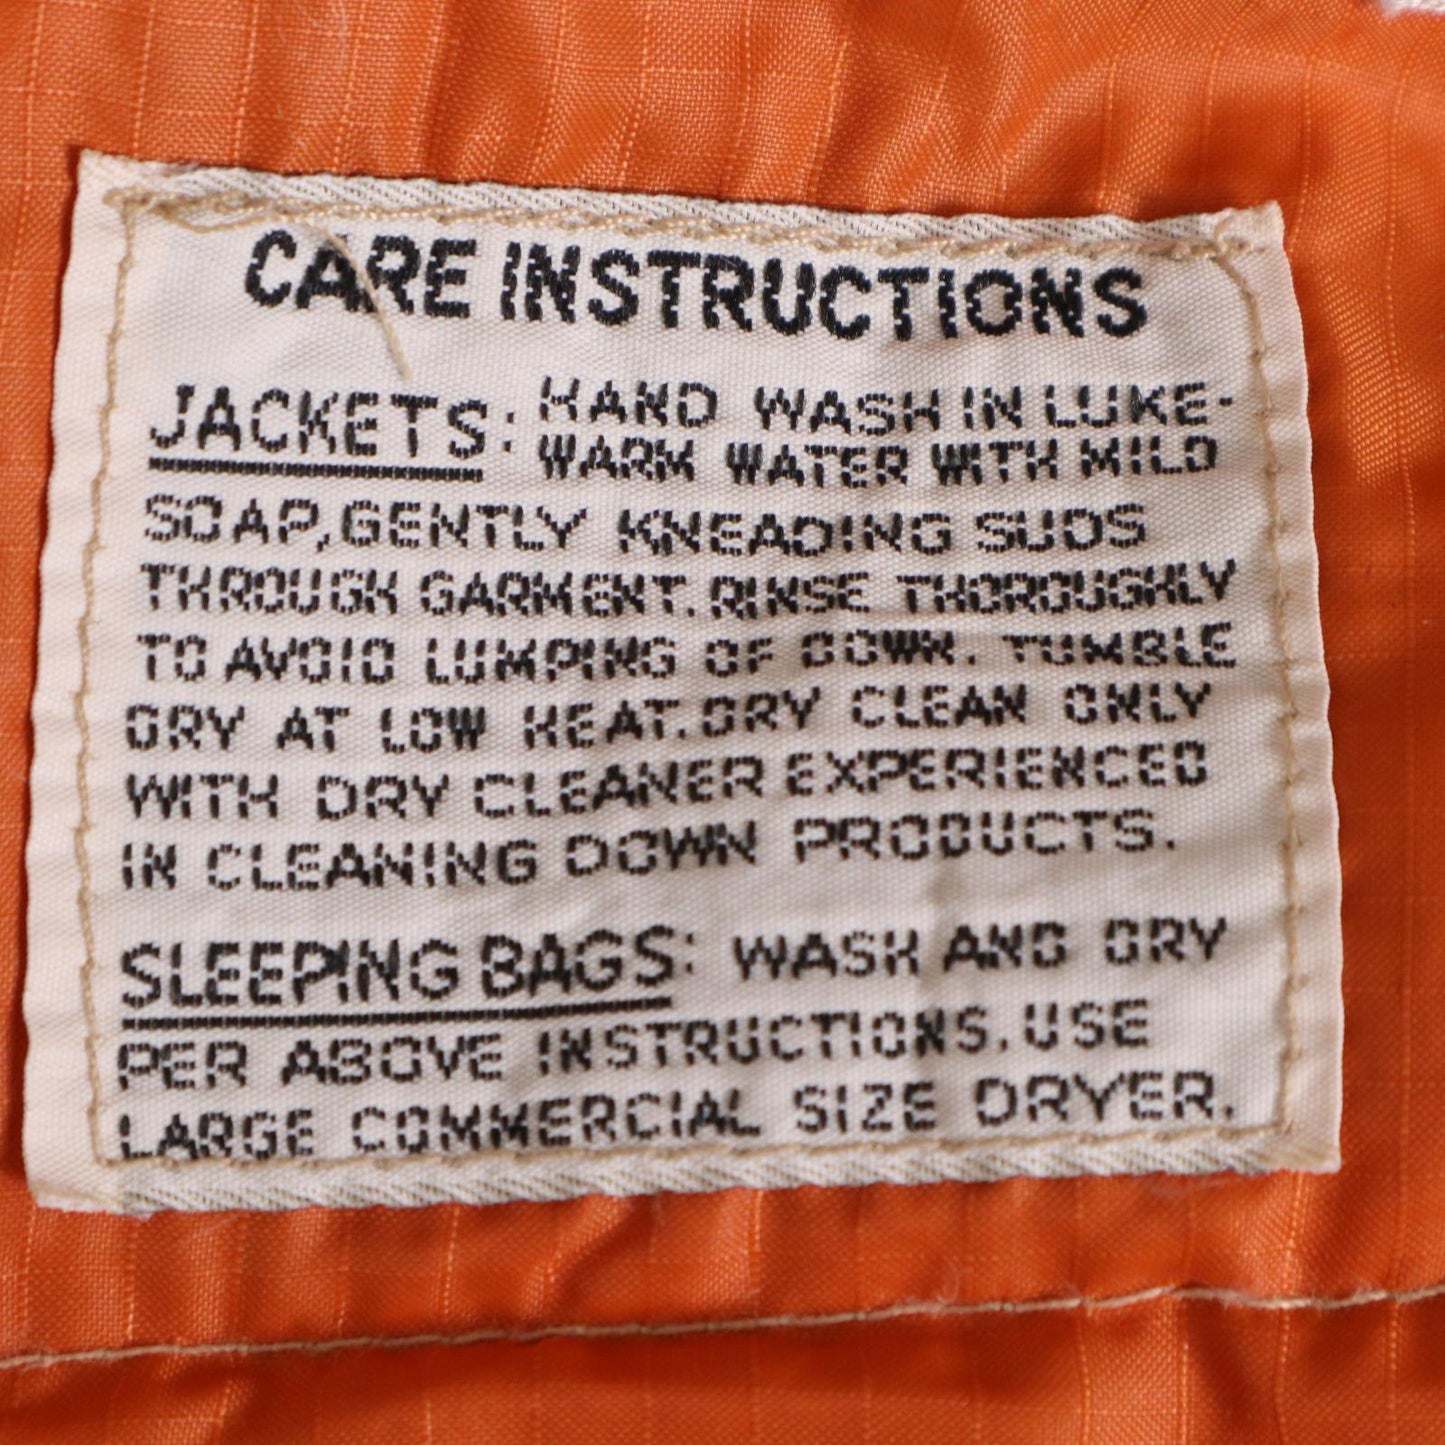 CARE INSTRUCTIONS
JACKETS: HAND WASH IN LUKE-
WARM WATER WITH MILD
SOAP, GENTLY KNEADING SUDS
THROUGH GARMENT. RINSE THOROUGHLY
TO AVOID LUMPING OF DOWN. TUMBLE
DRY AT LOW HEAT. DRY CLEAN ONLY
WITH DRY CLEANER EXPERIENCED
IN CLEANING DOWN PRODUCTS.
SLEEPING BAGS: WASH AND DRY
PER ABOVE INSTRUCTIONS. USE
LARGE COMMERCIAL SIZE DRYER.